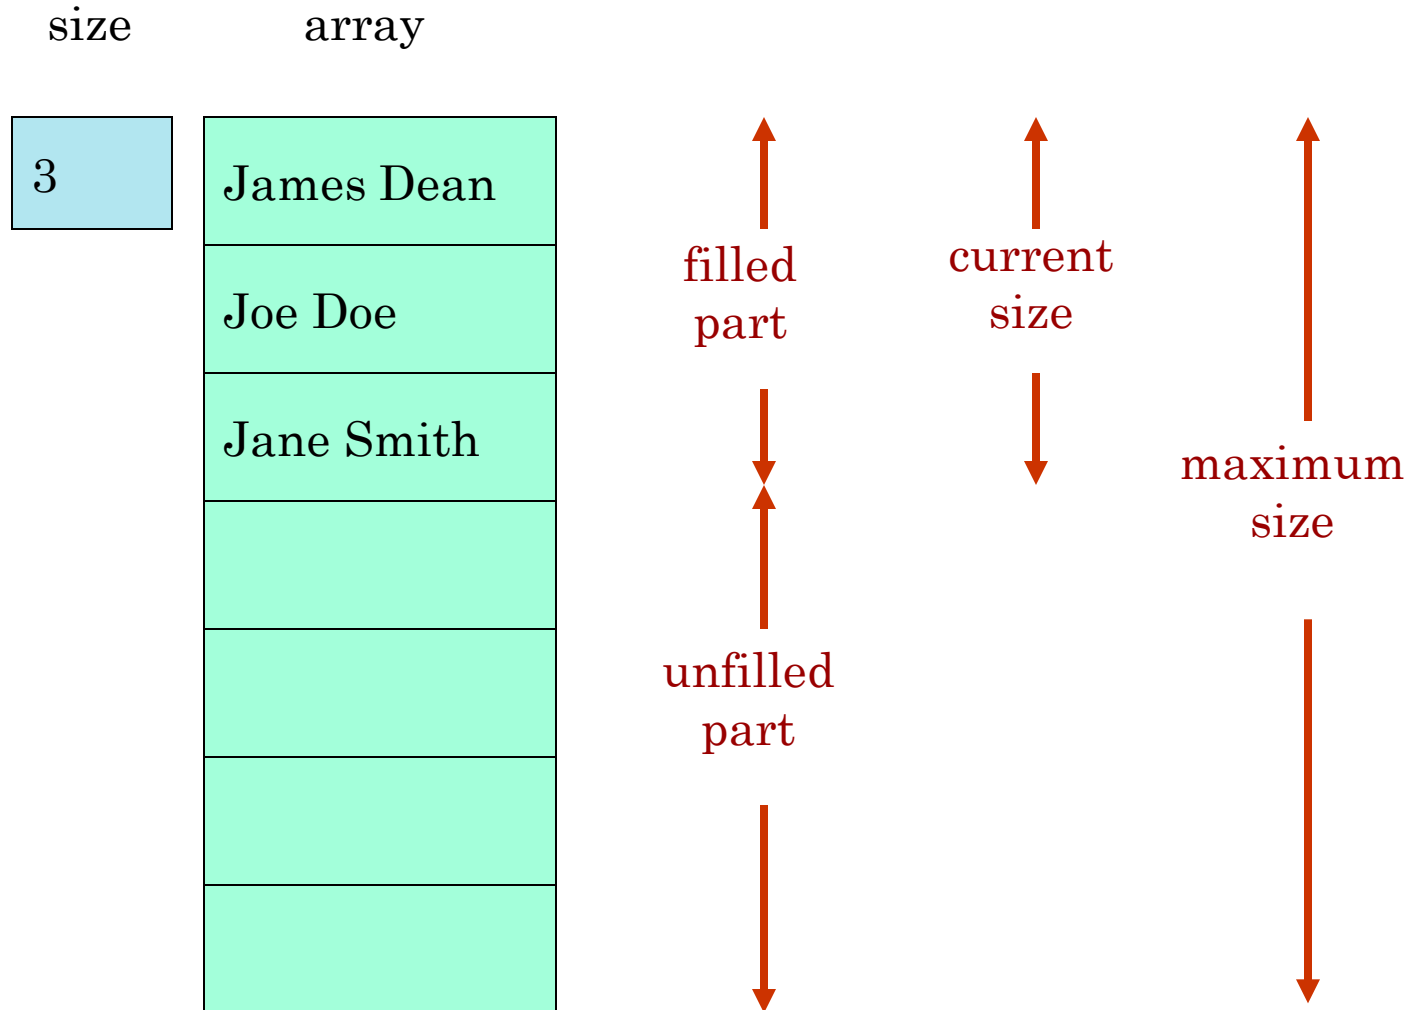 size
array
3
James Dean
Joe Doe
Jane Smith
filled
part
unfilled
part
current
size
maximum
size